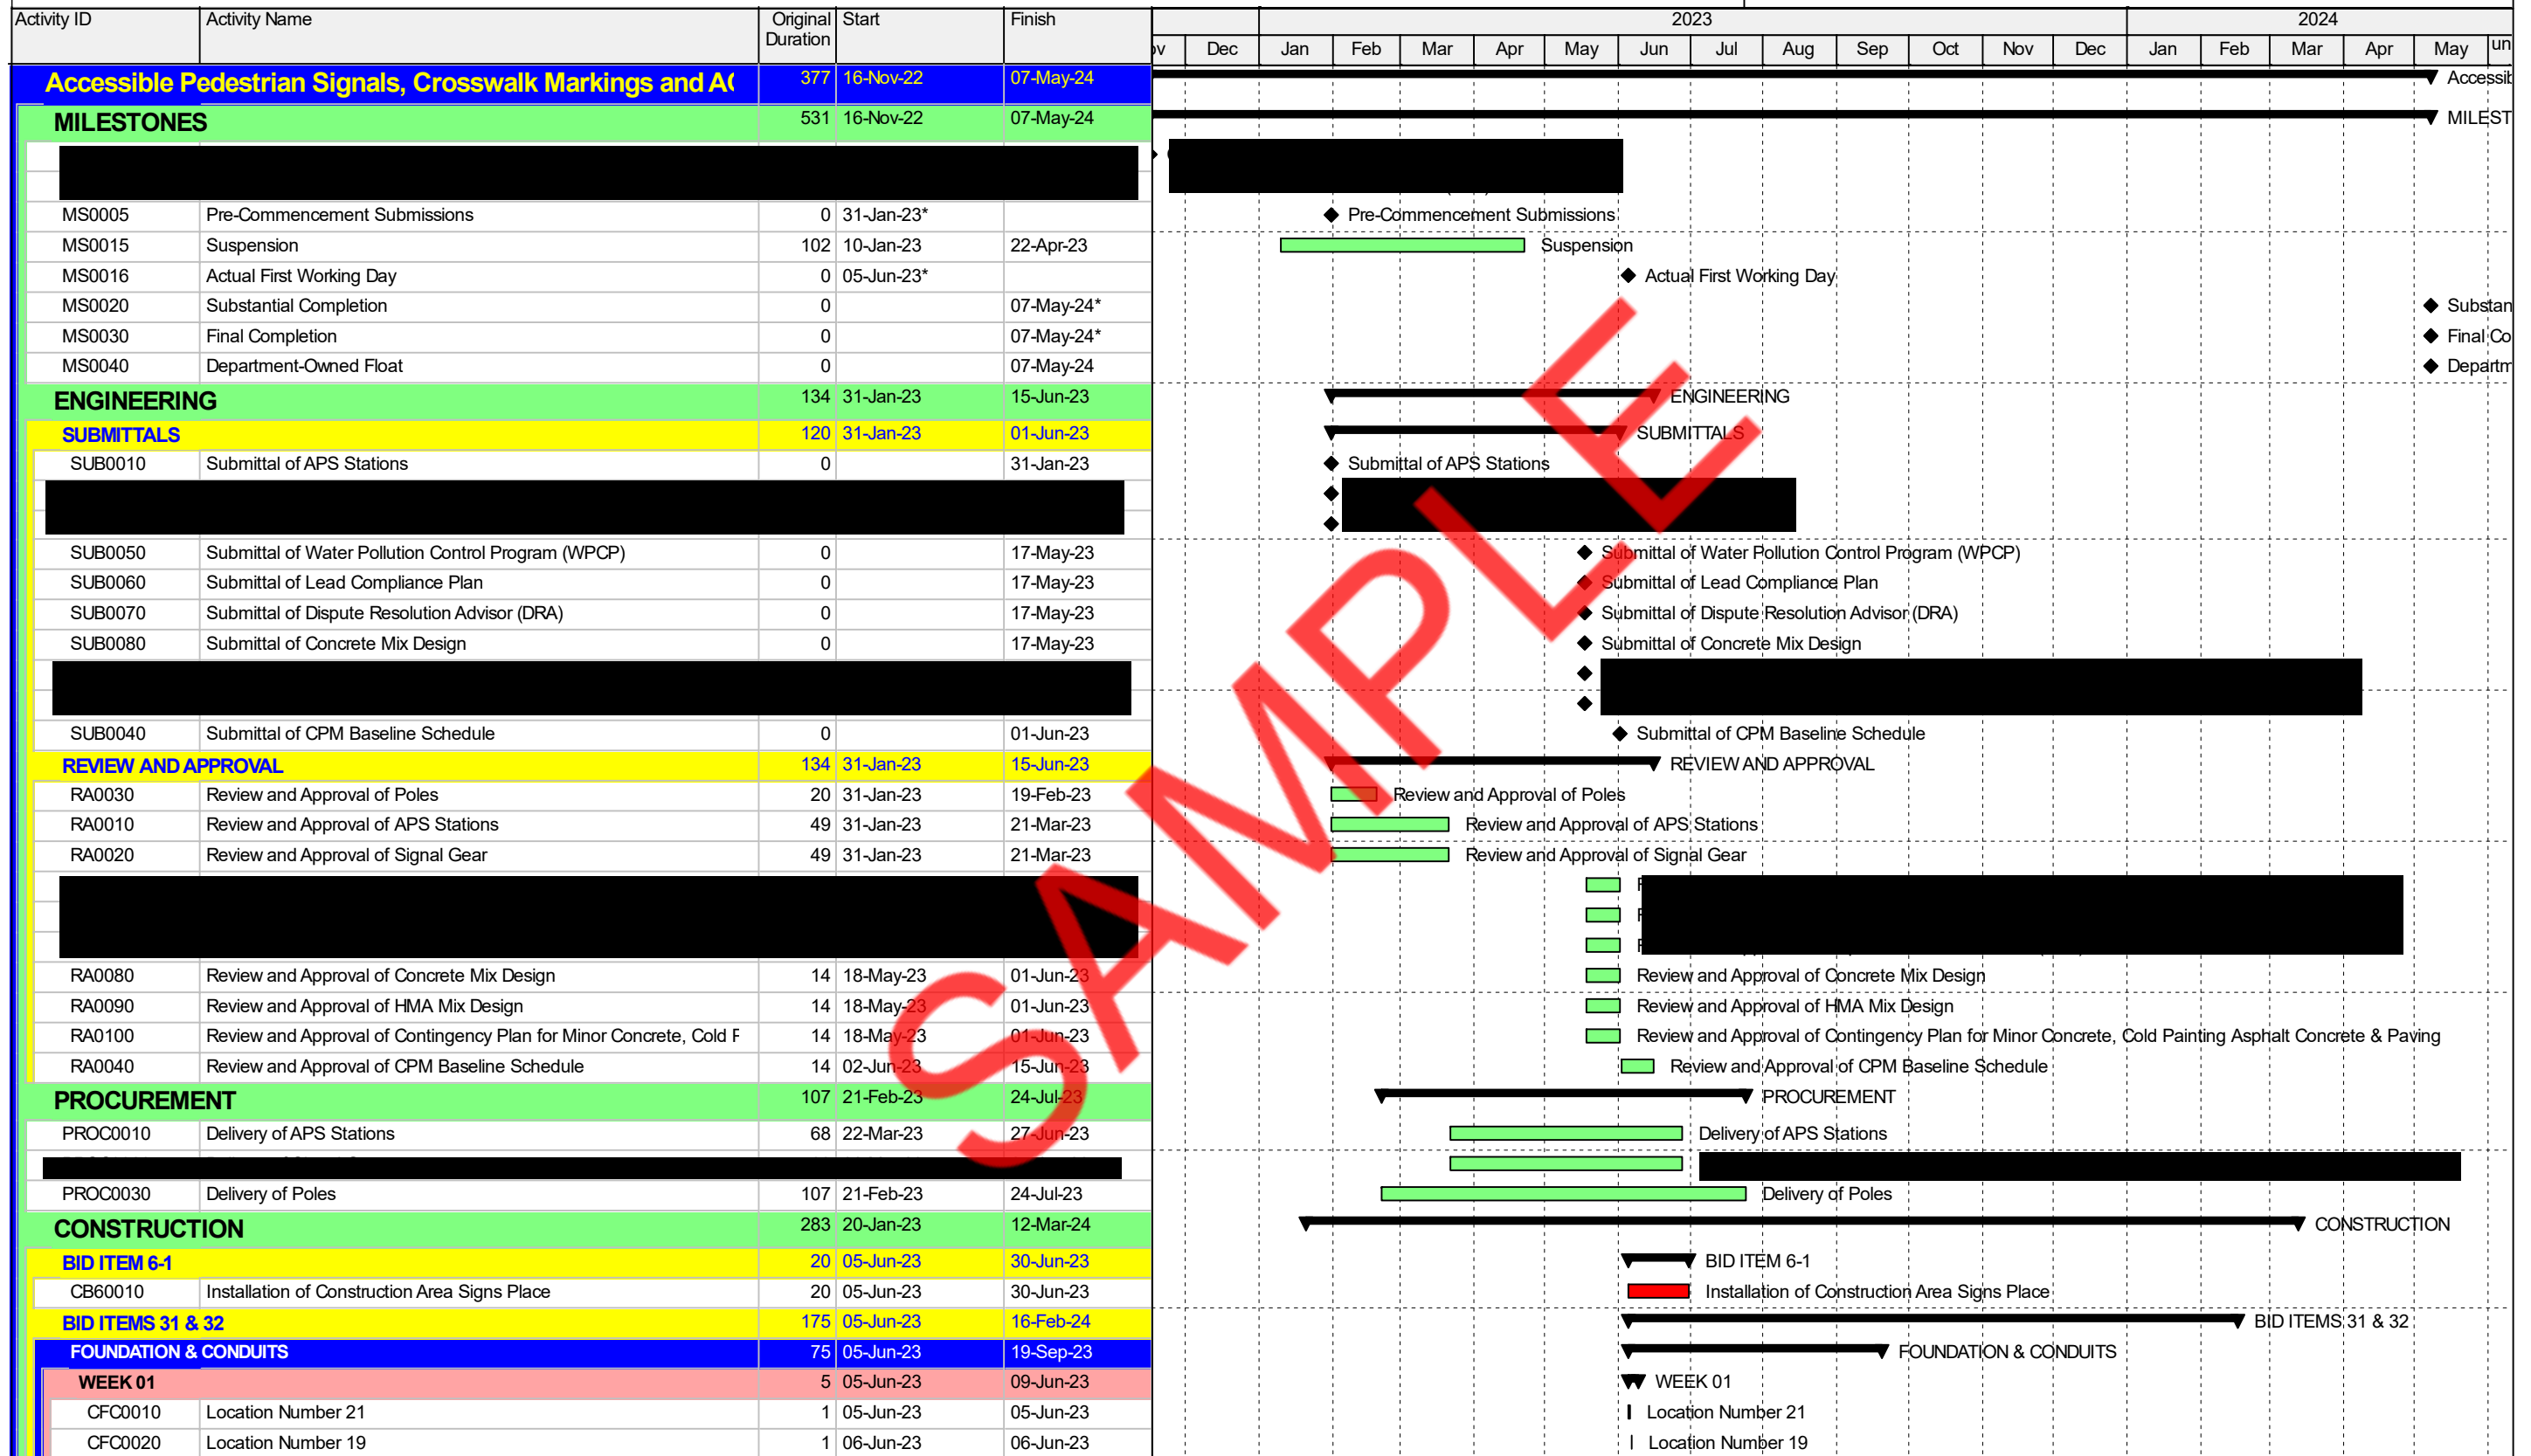 Activity ID Activity Name Original Duration Start Finish
2023 2024
ov Dec Jan Feb Mar Apr May Jun Jul Aug Sep Oct Nov Dec Jan Feb Mar Apr May un
Accessible Pedestrian Signals, Crosswalk Markings and AC 377 16-Nov-22 07-May-24 Accessib
MILESTONES 531 16-Nov-22 07-May-24 MILEST
MS0005 Pre-Commencement Submissions 0 31-Jan-23* Pre-Commencement Submissions
MS0015 Suspension 102 10-Jan-23 22-Apr-23 Suspension
MS0016 Actual First Working Day 0 05-Jun-23* Actual First Working Day
MS0020 Substantial Completion 0 07-May-24* Substan
MS0030 Final Completion 0 07-May-24* Final Co
MS0040 Department-Owned Float 0 07-May-24 Departm
ENGINEERING 134 31-Jan-23 15-Jun-23 ENGINEERING
SUBMITTALS 120 31-Jan-23 01-Jun-23 SUBMITTALS
SUB0010 Submittal of APS Stations 0 31-Jan-23 Submittal of APS Stations
SUB0050 Submittal of Water Pollution Control Program (WPCP) 0 17-May-23 Submittal of Water Pollution Control Program (WPCP)
SUB0060 Submittal of Lead Compliance Plan 0 17-May-23 Submittal of Lead Compliance Plan
SUB0070 Submittal of Dispute Resolution Advisor (DRA) 0 17-May-23 Submittal of Dispute Resolution Advisor (DRA)
SUB0080 Submittal of Concrete Mix Design 0 17-May-23 Submittal of Concrete Mix Design
SUB0040 Submittal of CPM Baseline Schedule 0 01-Jun-23 Submittal of CPM Baseline Schedule
REVIEW AND APPROVAL 134 31-Jan-23 15-Jun-23 REVIEW AND APPROVAL
RA0030 Review and Approval of Poles 20 31-Jan-23 19-Feb-23 Review and Approval of Poles
RA0010 Review and Approval of APS Stations 49 31-Jan-23 21-Mar-23 Review and Approval of APS Stations
RA0020 Review and Approval of Signal Gear 49 31-Jan-23 21-Mar-23 Review and Approval of Signal Gear
RA0080 Review and Approval of Concrete Mix Design 14 18-May-23 01-Jun-23 Review and Approval of Concrete Mix Design
RA0090 Review and Approval of HMA Mix Design 14 18-May-23 01-Jun-23 Review and Approval of HMA Mix Design
RA0100 Review and Approval of Contingency Plan for Minor Concrete, Cold P 14 18-May-23 01-Jun-23 Review and Approval of Contingency Plan for Minor Concrete, Cold Painting Asphalt Concrete & Paving
RA0040 Review and Approval of CPM Baseline Schedule 14 02-Jun-23 15-Jun-23 Review and Approval of CPM Baseline Schedule
PROCUREMENT 107 21-Feb-23 24-Jul-23 PROCUREMENT
PROC0010 Delivery of APS Stations 68 22-Mar-23 27-Jun-23 Delivery of APS Stations
PROC0030 Delivery of Poles 107 21-Feb-23 24-Jul-23 Delivery of Poles
CONSTRUCTION 283 20-Jan-23 12-Mar-24 CONSTRUCTION
BID ITEM 6-1 20 05-Jun-23 30-Jun-23 BID ITEM 6-1
CB60010 Installation of Construction Area Signs Place 20 05-Jun-23 30-Jun-23 Installation of Construction Area Signs Place
BID ITEMS 31 & 32 175 05-Jun-23 16-Feb-24 BID ITEMS 31 & 32
FOUNDATION & CONDUITS 75 05-Jun-23 19-Sep-23 FOUNDATION & CONDUITS
WEEK 01 5 05-Jun-23 09-Jun-23 WEEK 01
CFC0010 Location Number 21 1 05-Jun-23 05-Jun-23 Location Number 21
CFC0020 Location Number 19 1 06-Jun-23 06-Jun-23 Location Number 19
SAMPLE